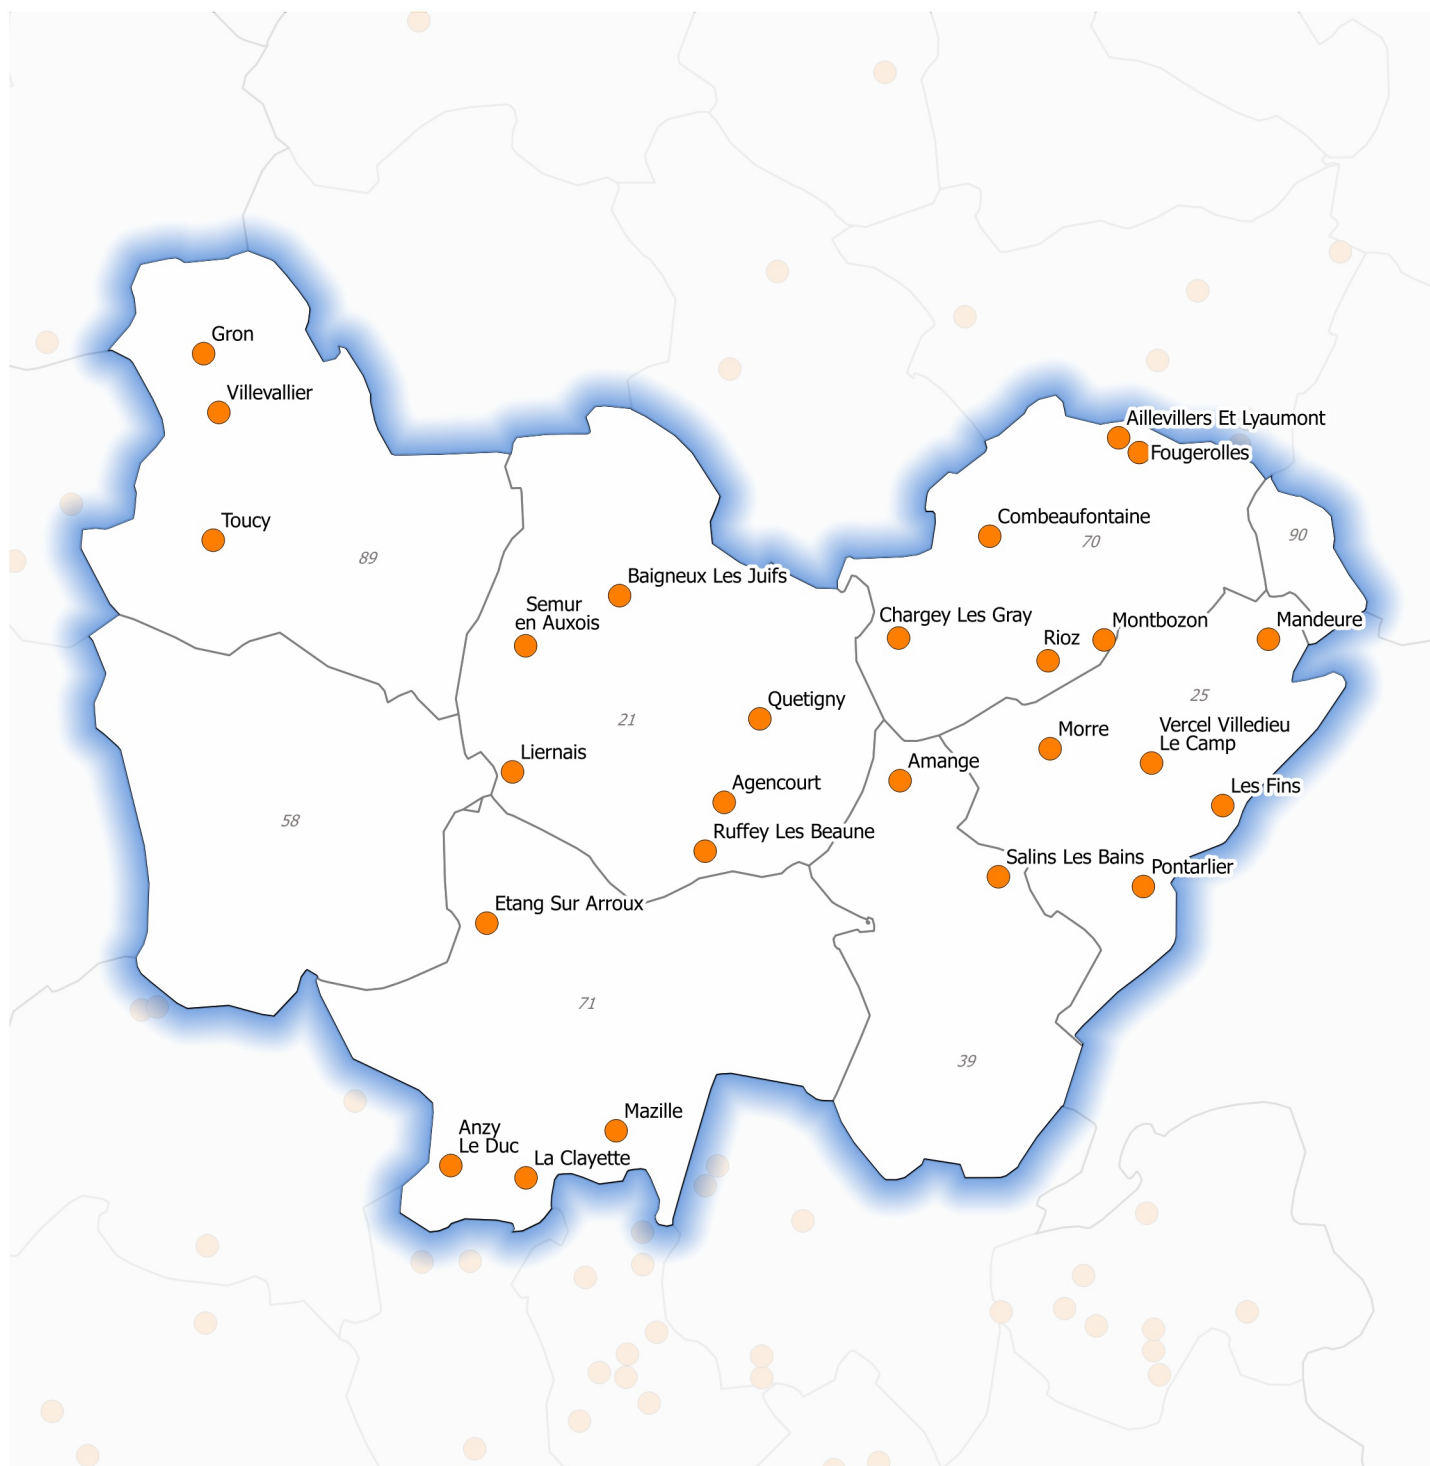 Gron
Villevallier
Aillevillers Et Lyaumont
Fougerolles
Toucy
Combeaufontaine
89
70
90
Baigneux Les Juifs
Semur
en Auxois
Chargey Les Gray
Rioz
Montbozon
Mandeure
25
Quetigny
21
Morre
Vercel Villedieu
Le Camp
Liernais
Amange
Agencourt
Les Fins
58
Ruffey Les Beaune
Salins Les Bains
Pontarlier
Etang Sur Arroux
71
39
Mazille
Anzy
Le Duc
La Clayette